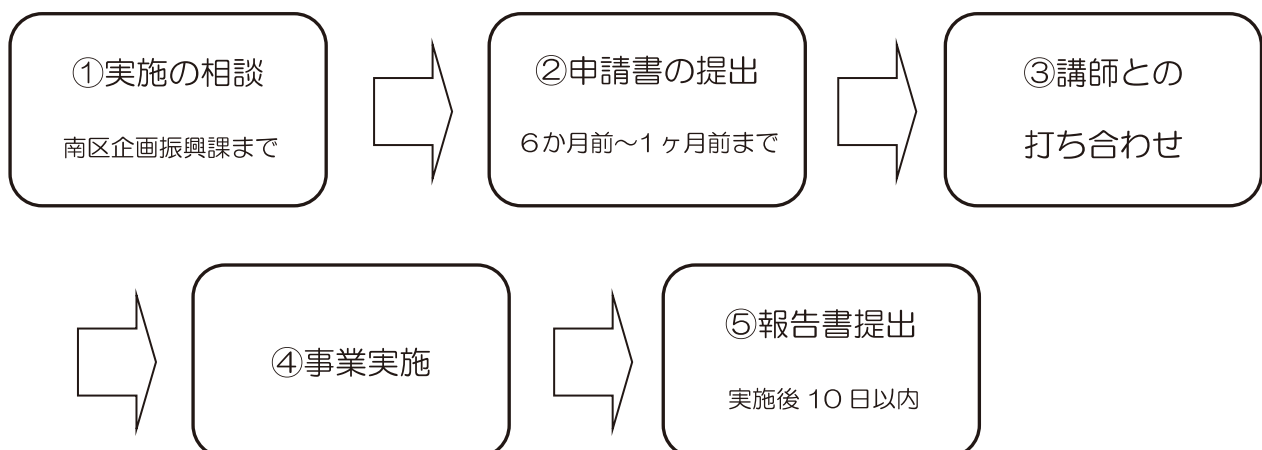 ①実施の相談
南区企画振興課まで
②申請書の提出
６か月前～１ヶ月前まで
③講師との
打ち合わせ
④事業実施
⑤報告書提出
実施後 10 日以内